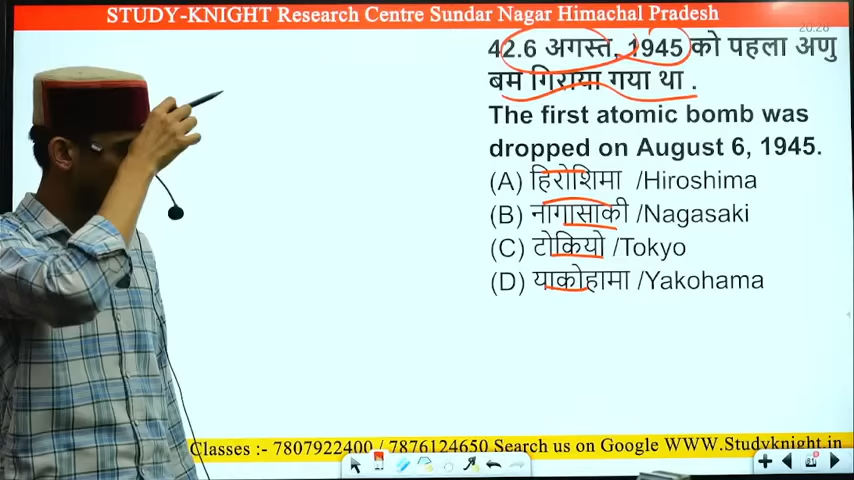 STUDY-KNIGHT Research Centre Sundar Nagar Himachal Pradesh
20:26
42.6 अगस्त, 1945 को पहला अणु
बम गिराया गया था .
The first atomic bomb was
dropped on August 6, 1945.
(A) हिरोशिमा /Hiroshima
(B) नागासाकी /Nagasaki
(C) टोकियो /Tokyo
(D) याकोहामा /Yakohama
Classes :- 7807922400 / 7876124650 Search us on Google WWW.Studyknight.in